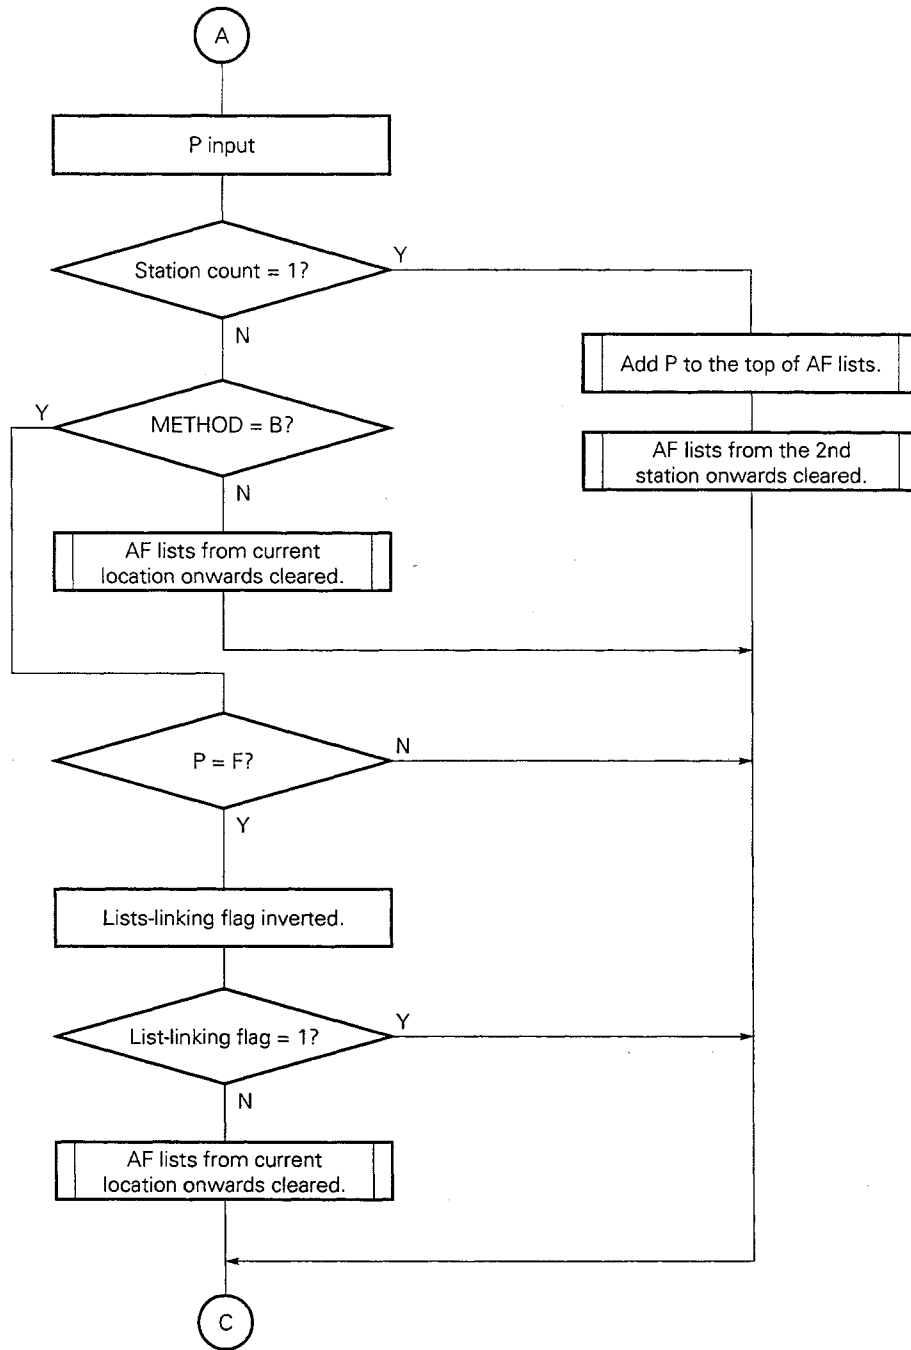 A
P input
Station count = 1?
Y
N
Add P to the top of AF lists.
Y
METHOD = B?
AF lists from the 2nd
station onwards cleared.
N
AF lists from current
location onwards cleared.
P = F?
N
Y
Lists-linking flag inverted.
List-linking flag = 1?
Y
N
AF lists from current
location onwards cleared.
C